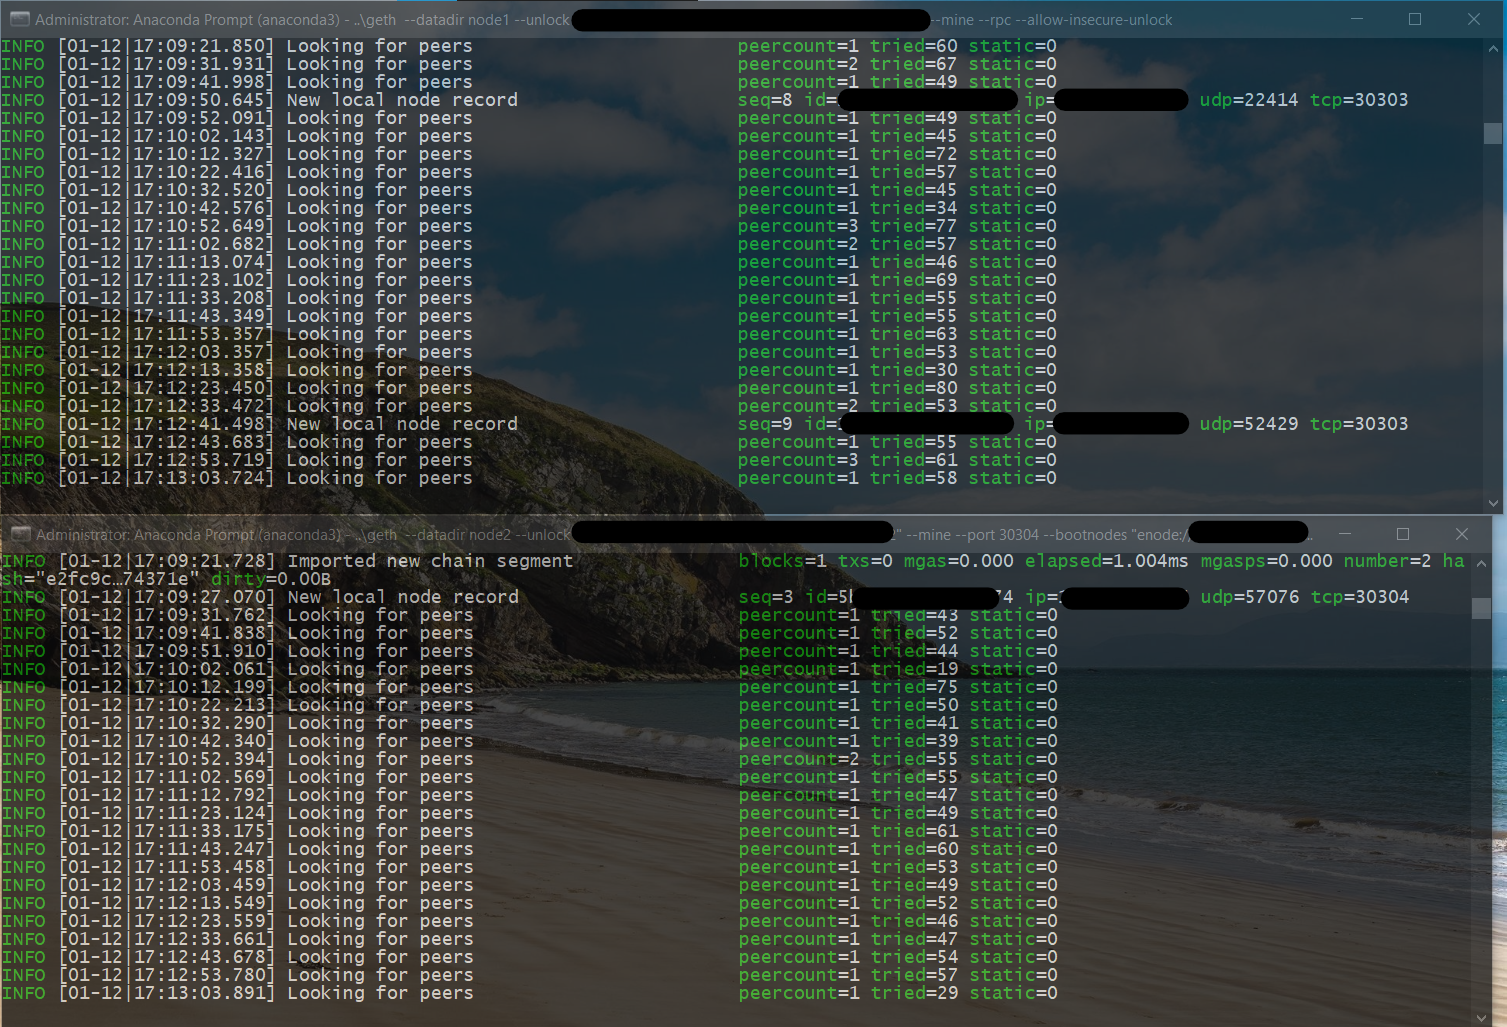 Administrator: Anaconda Prompt (anaconda3) - ..\geth --datadir node1 --unlock --mine --rpc --allow-insecure-unlock
INFO [01-12|17:09:21.850] Looking for peers peercount=1 tried=60 static=0
INFO [01-12|17:09:31.931] Looking for peers peercount=2 tried=67 static=0
INFO [01-12|17:09:41.998] Looking for peers peercount=1 tried=49 static=0
INFO [01-12|17:09:50.645] New local node record seq=8 id= ip= udp=22414 tcp=30303
INFO [01-12|17:09:52.091] Looking for peers peercount=1 tried=49 static=0
INFO [01-12|17:10:02.143] Looking for peers peercount=1 tried=45 static=0
INFO [01-12|17:10:12.327] Looking for peers peercount=1 tried=72 static=0
INFO [01-12|17:10:22.416] Looking for peers peercount=1 tried=57 static=0
INFO [01-12|17:10:32.520] Looking for peers peercount=1 tried=45 static=0
INFO [01-12|17:10:42.576] Looking for peers peercount=1 tried=34 static=0
INFO [01-12|17:10:52.649] Looking for peers peercount=3 tried=77 static=0
INFO [01-12|17:11:02.682] Looking for peers peercount=2 tried=57 static=0
INFO [01-12|17:11:13.074] Looking for peers peercount=1 tried=46 static=0
INFO [01-12|17:11:23.102] Looking for peers peercount=1 tried=69 static=0
INFO [01-12|17:11:33.208] Looking for peers peercount=1 tried=55 static=0
INFO [01-12|17:11:43.349] Looking for peers peercount=1 tried=55 static=0
INFO [01-12|17:11:53.357] Looking for peers peercount=1 tried=63 static=0
INFO [01-12|17:12:03.357] Looking for peers peercount=1 tried=53 static=0
INFO [01-12|17:12:13.358] Looking for peers peercount=1 tried=30 static=0
INFO [01-12|17:12:23.450] Looking for peers peercount=1 tried=80 static=0
INFO [01-12|17:12:33.472] Looking for peers peercount=2 tried=53 static=0
INFO [01-12|17:12:41.498] New local node record seq=9 id= ip= udp=52429 tcp=30303
INFO [01-12|17:12:43.683] Looking for peers peercount=1 tried=55 static=0
INFO [01-12|17:12:53.719] Looking for peers peercount=3 tried=61 static=0
INFO [01-12|17:13:03.724] Looking for peers peercount=1 tried=58 static=0
Administrator: Anaconda Prompt (anaconda3) - ..\geth --datadir node2 --unlock " --mine --port 30304 --bootnodes "enode:/ ...
INFO [01-12|17:09:21.728] Imported new chain segment blocks=1 txs=0 mgas=0.000 elapsed=1.004ms mgasps=0.000 number=2 ha
sh="e2fc9c…74371e" dirty=0.00B
INFO [01-12|17:09:27.070] New local node record seq=3 id=5 74 ip= udp=57076 tcp=30304
INFO [01-12|17:09:31.762] Looking for peers peercount=1 tried=43 static=0
INFO [01-12|17:09:41.838] Looking for peers peercount=1 tried=52 static=0
INFO [01-12|17:09:51.910] Looking for peers peercount=1 tried=44 static=0
INFO [01-12|17:10:02.061] Looking for peers peercount=1 tried=19 static=0
INFO [01-12|17:10:12.199] Looking for peers peercount=1 tried=75 static=0
INFO [01-12|17:10:22.213] Looking for peers peercount=1 tried=50 static=0
INFO [01-12|17:10:32.290] Looking for peers peercount=1 tried=41 static=0
INFO [01-12|17:10:42.340] Looking for peers peercount=1 tried=39 static=0
INFO [01-12|17:10:52.394] Looking for peers peercount=2 tried=55 static=0
INFO [01-12|17:11:02.569] Looking for peers peercount=1 tried=55 static=0
INFO [01-12|17:11:12.792] Looking for peers peercount=1 tried=47 static=0
INFO [01-12|17:11:23.124] Looking for peers peercount=1 tried=49 static=0
INFO [01-12|17:11:33.175] Looking for peers peercount=1 tried=61 static=0
INFO [01-12|17:11:43.247] Looking for peers peercount=1 tried=60 static=0
INFO [01-12|17:11:53.458] Looking for peers peercount=1 tried=53 static=0
INFO [01-12|17:12:03.459] Looking for peers peercount=1 tried=49 static=0
INFO [01-12|17:12:13.549] Looking for peers peercount=1 tried=52 static=0
INFO [01-12|17:12:23.559] Looking for peers peercount=1 tried=46 static=0
INFO [01-12|17:12:33.661] Looking for peers peercount=1 tried=47 static=0
INFO [01-12|17:12:43.678] Looking for peers peercount=1 tried=54 static=0
INFO [01-12|17:12:53.780] Looking for peers peercount=1 tried=57 static=0
INFO [01-12|17:13:03.891] Looking for peers peercount=1 tried=29 static=0